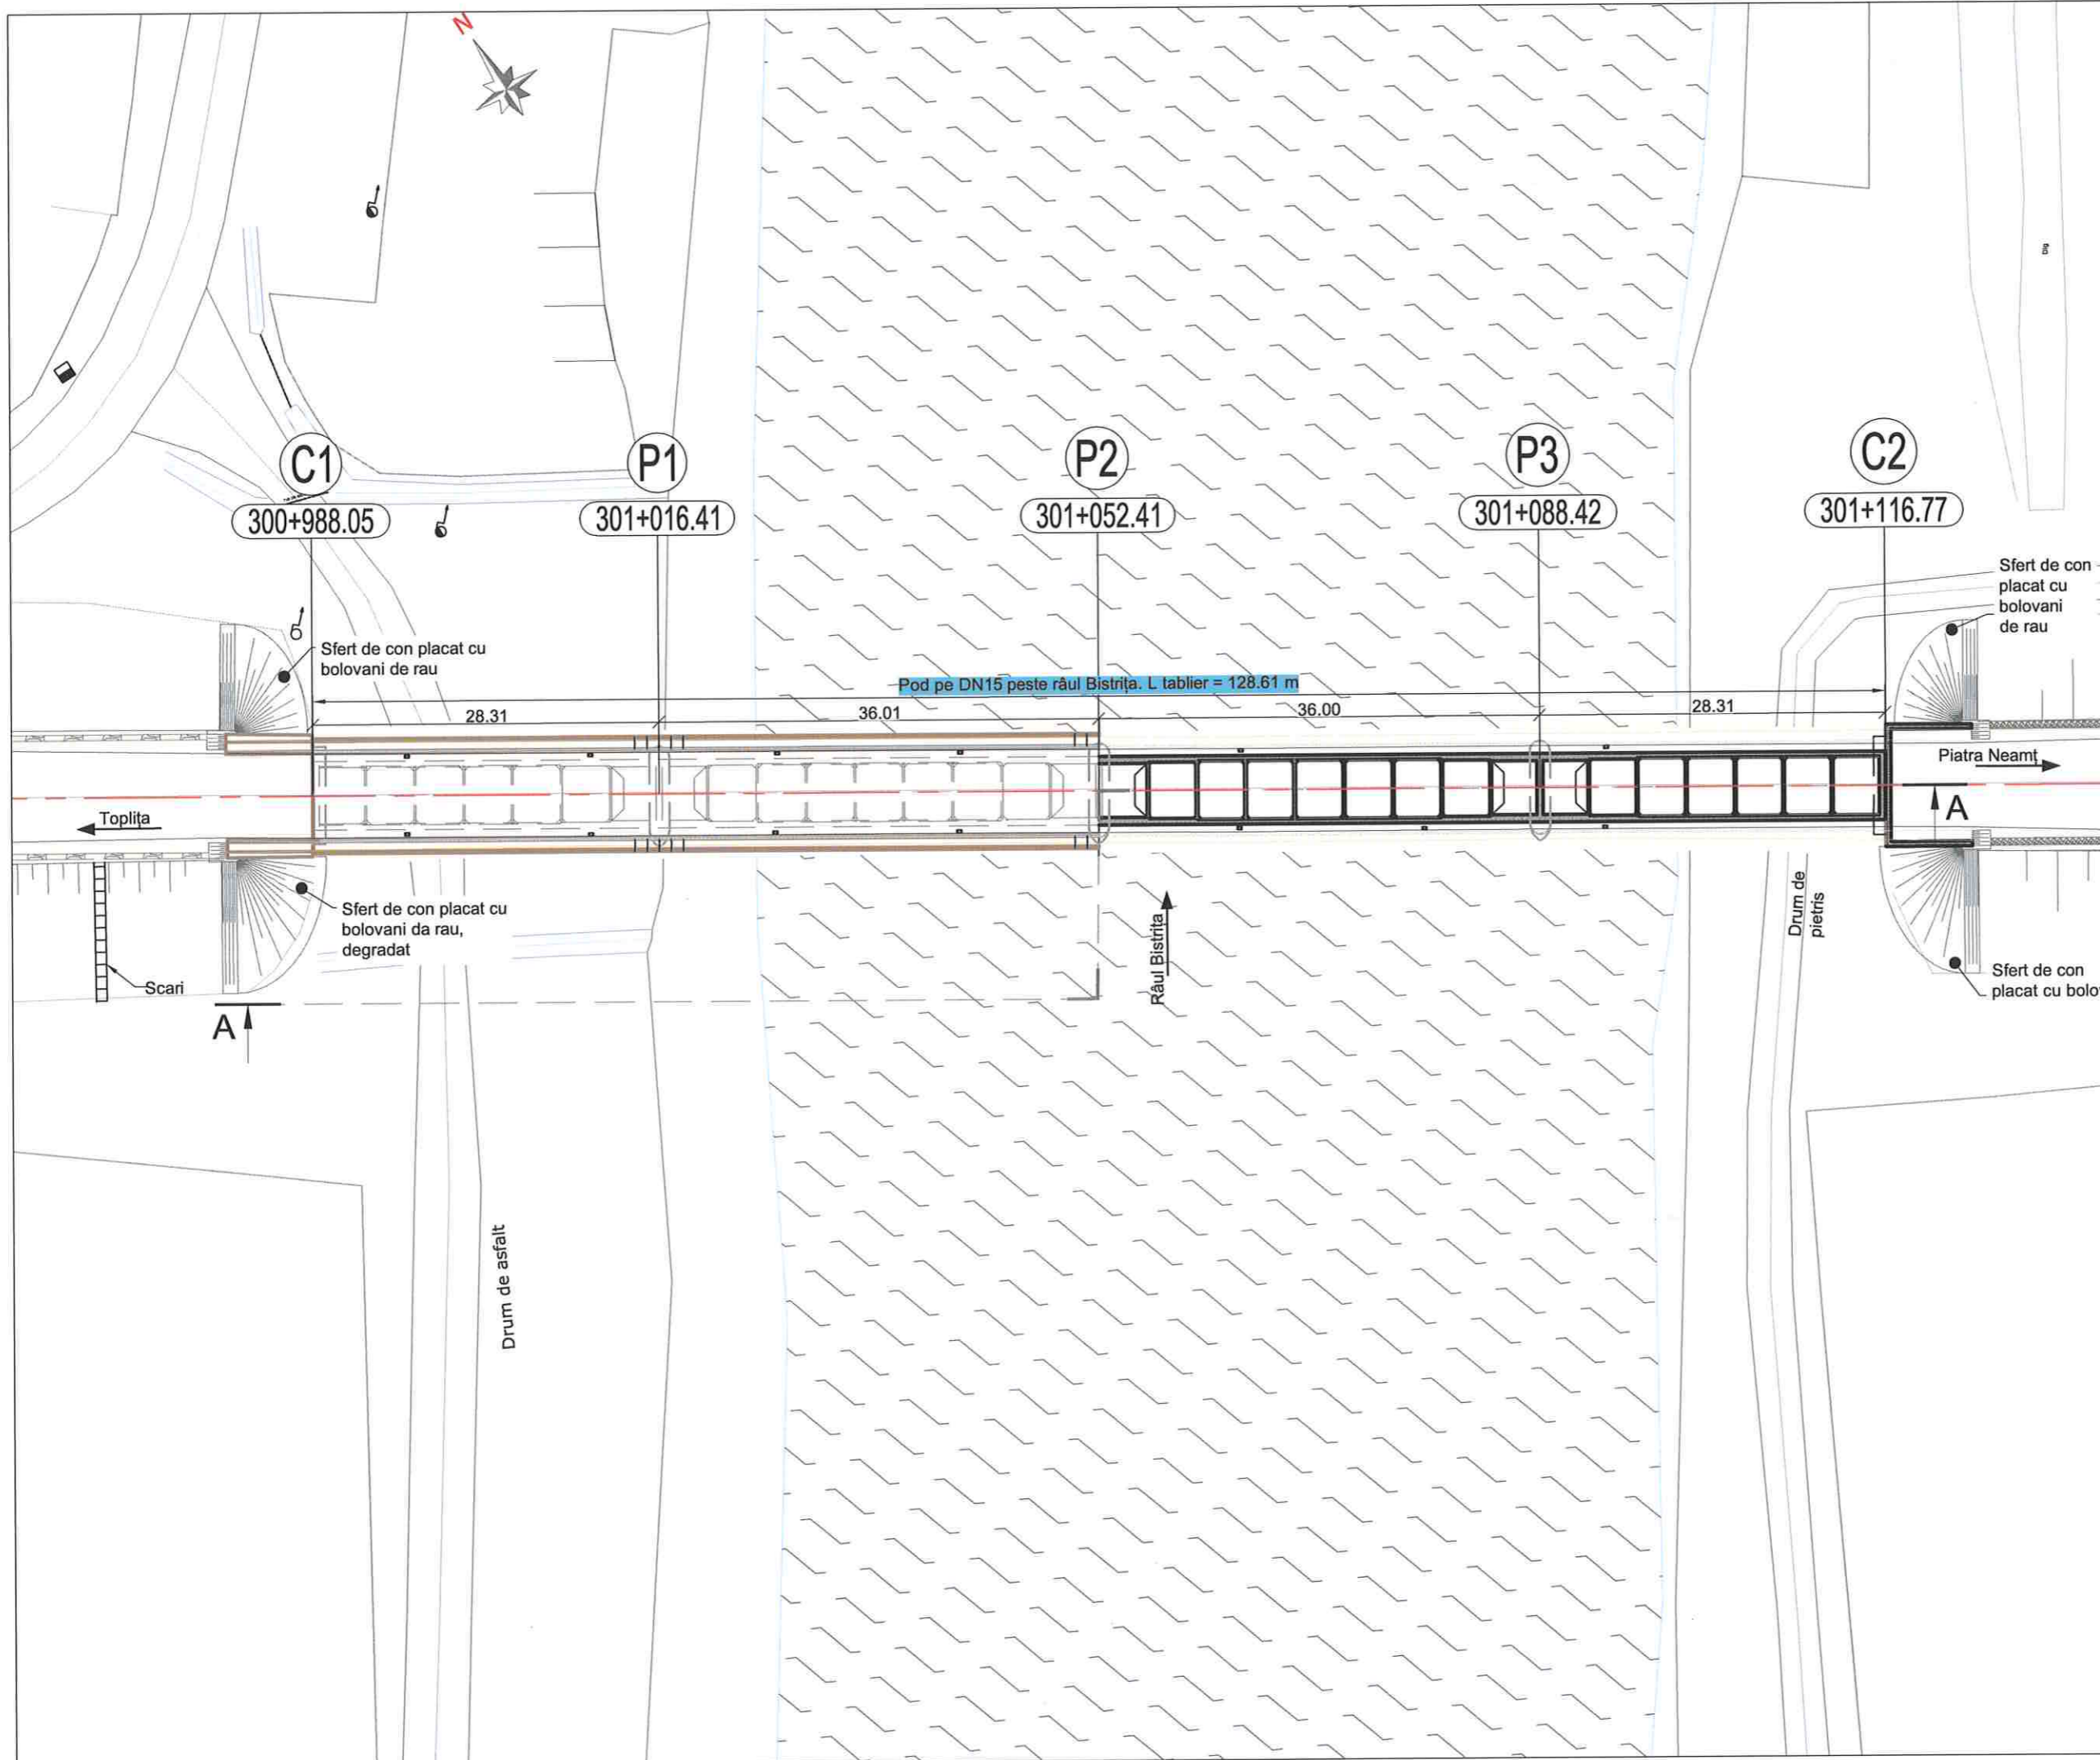 N
Dig
C1
P1
P2
P3
C2
300+988.05
301+016.41
301+052.41
301+088.42
301+116.77
Sfert de con
placat cu
bolovani
de rau
Sfert de con placat cu
bolovani de rau
Pod pe DN15 peste râul Bistrița. L tablier = 128.61 m
28.31
36.01
36.00
28.31
Piatra Neamț
Toplița
A
Sfert de con placat cu
bolovani da rau,
degradat
Râul Bistrița
Drum de
pietris
Scari
Sfert de con
placat cu bolo
A
Drum de asfalt